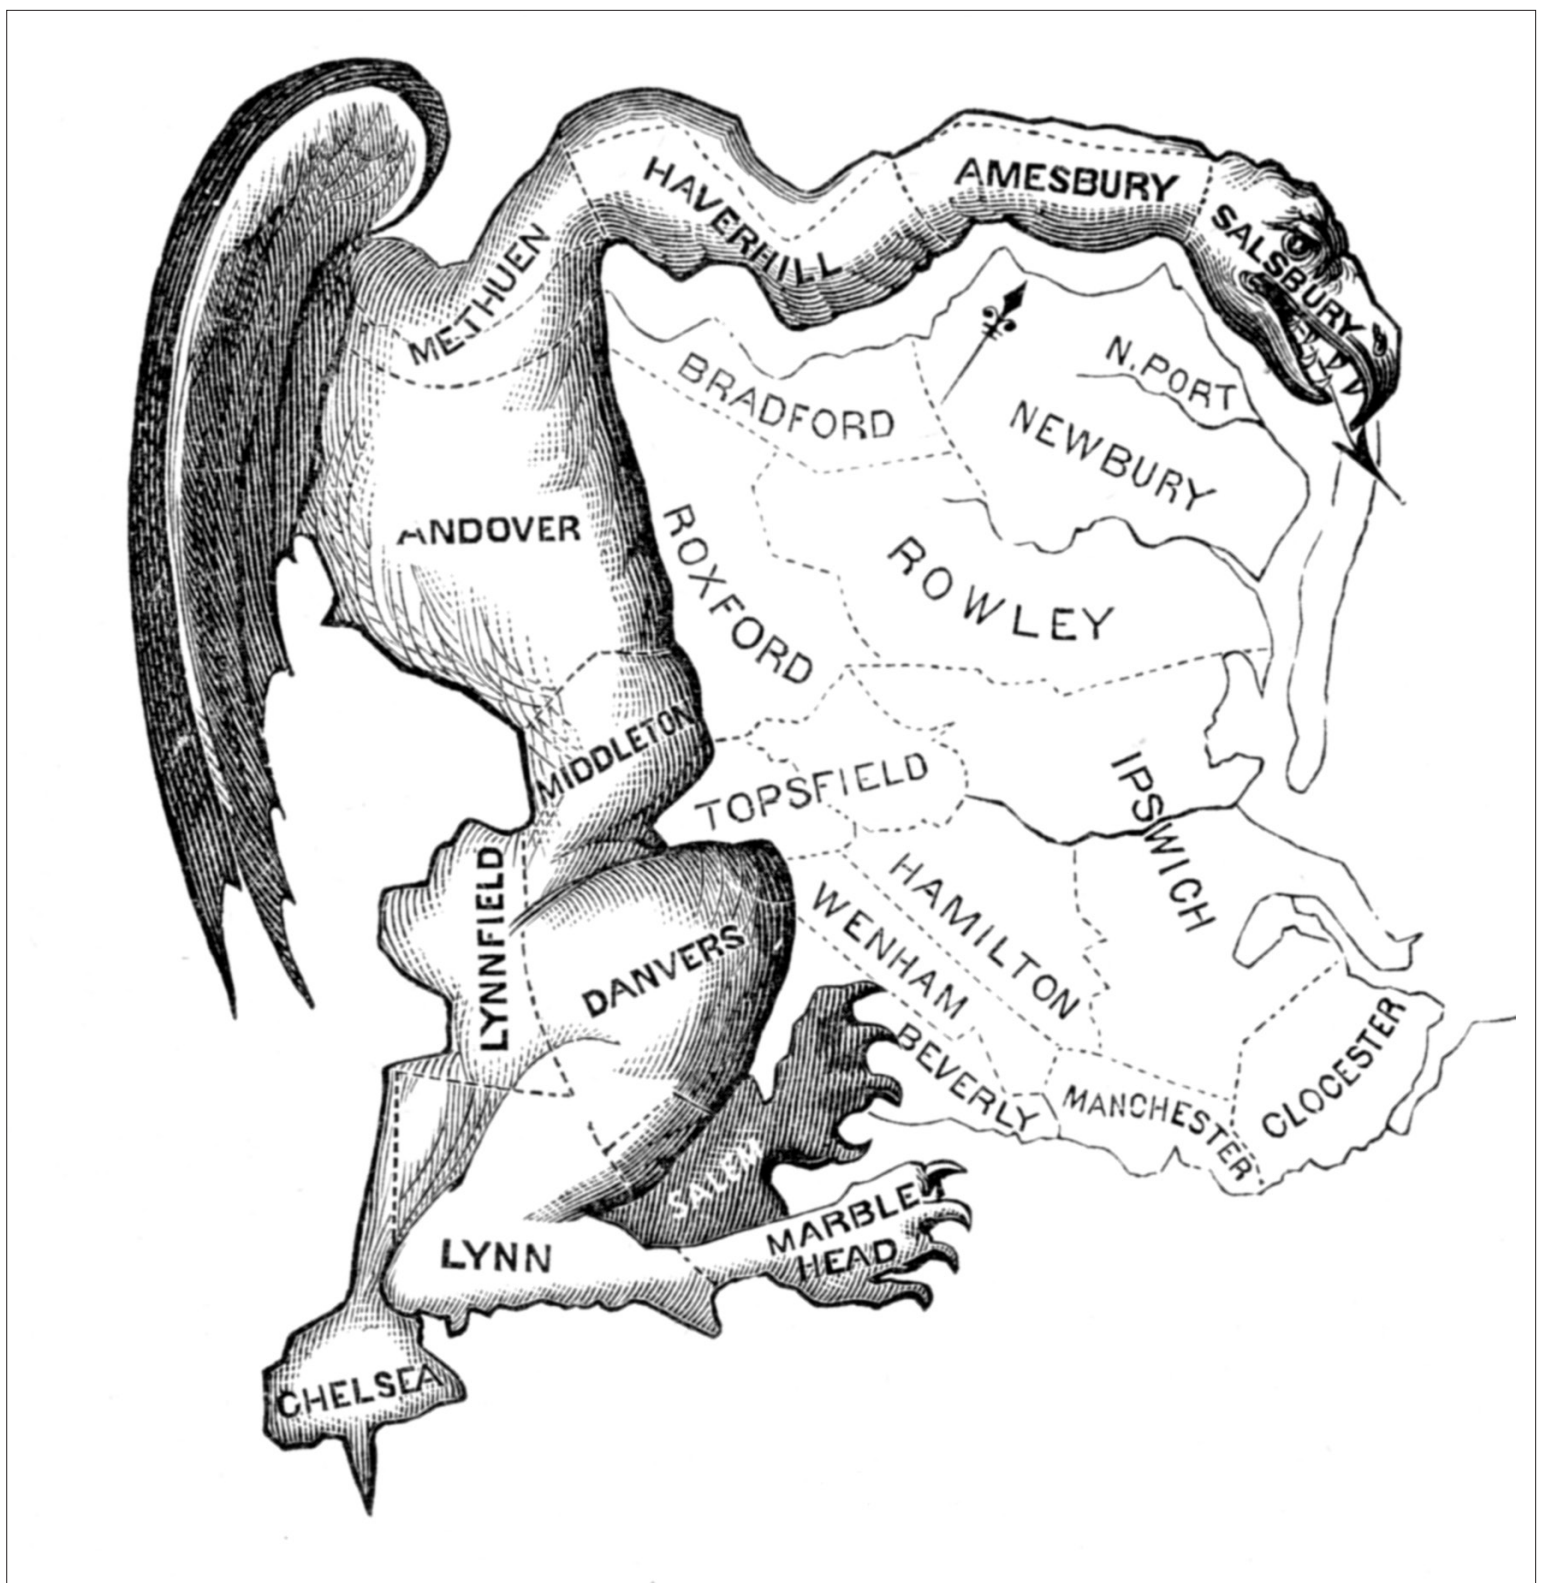 HAVERHILL
AMESBURY
SALSBURY
METHUEN
BRADFORD
N.PORT
NEWBURY
ANDOVER
ROXFORD
ROWLEY
MIDDLETON
TOPSFIELD
IPSWICH
LYNNFIELD
HAMILTON
WENHAM
DANVERS
BEVERLY
MANCHESTER
CLOCESTER
SALEM
MARBLE
HEAD
LYNN
CHELSEA